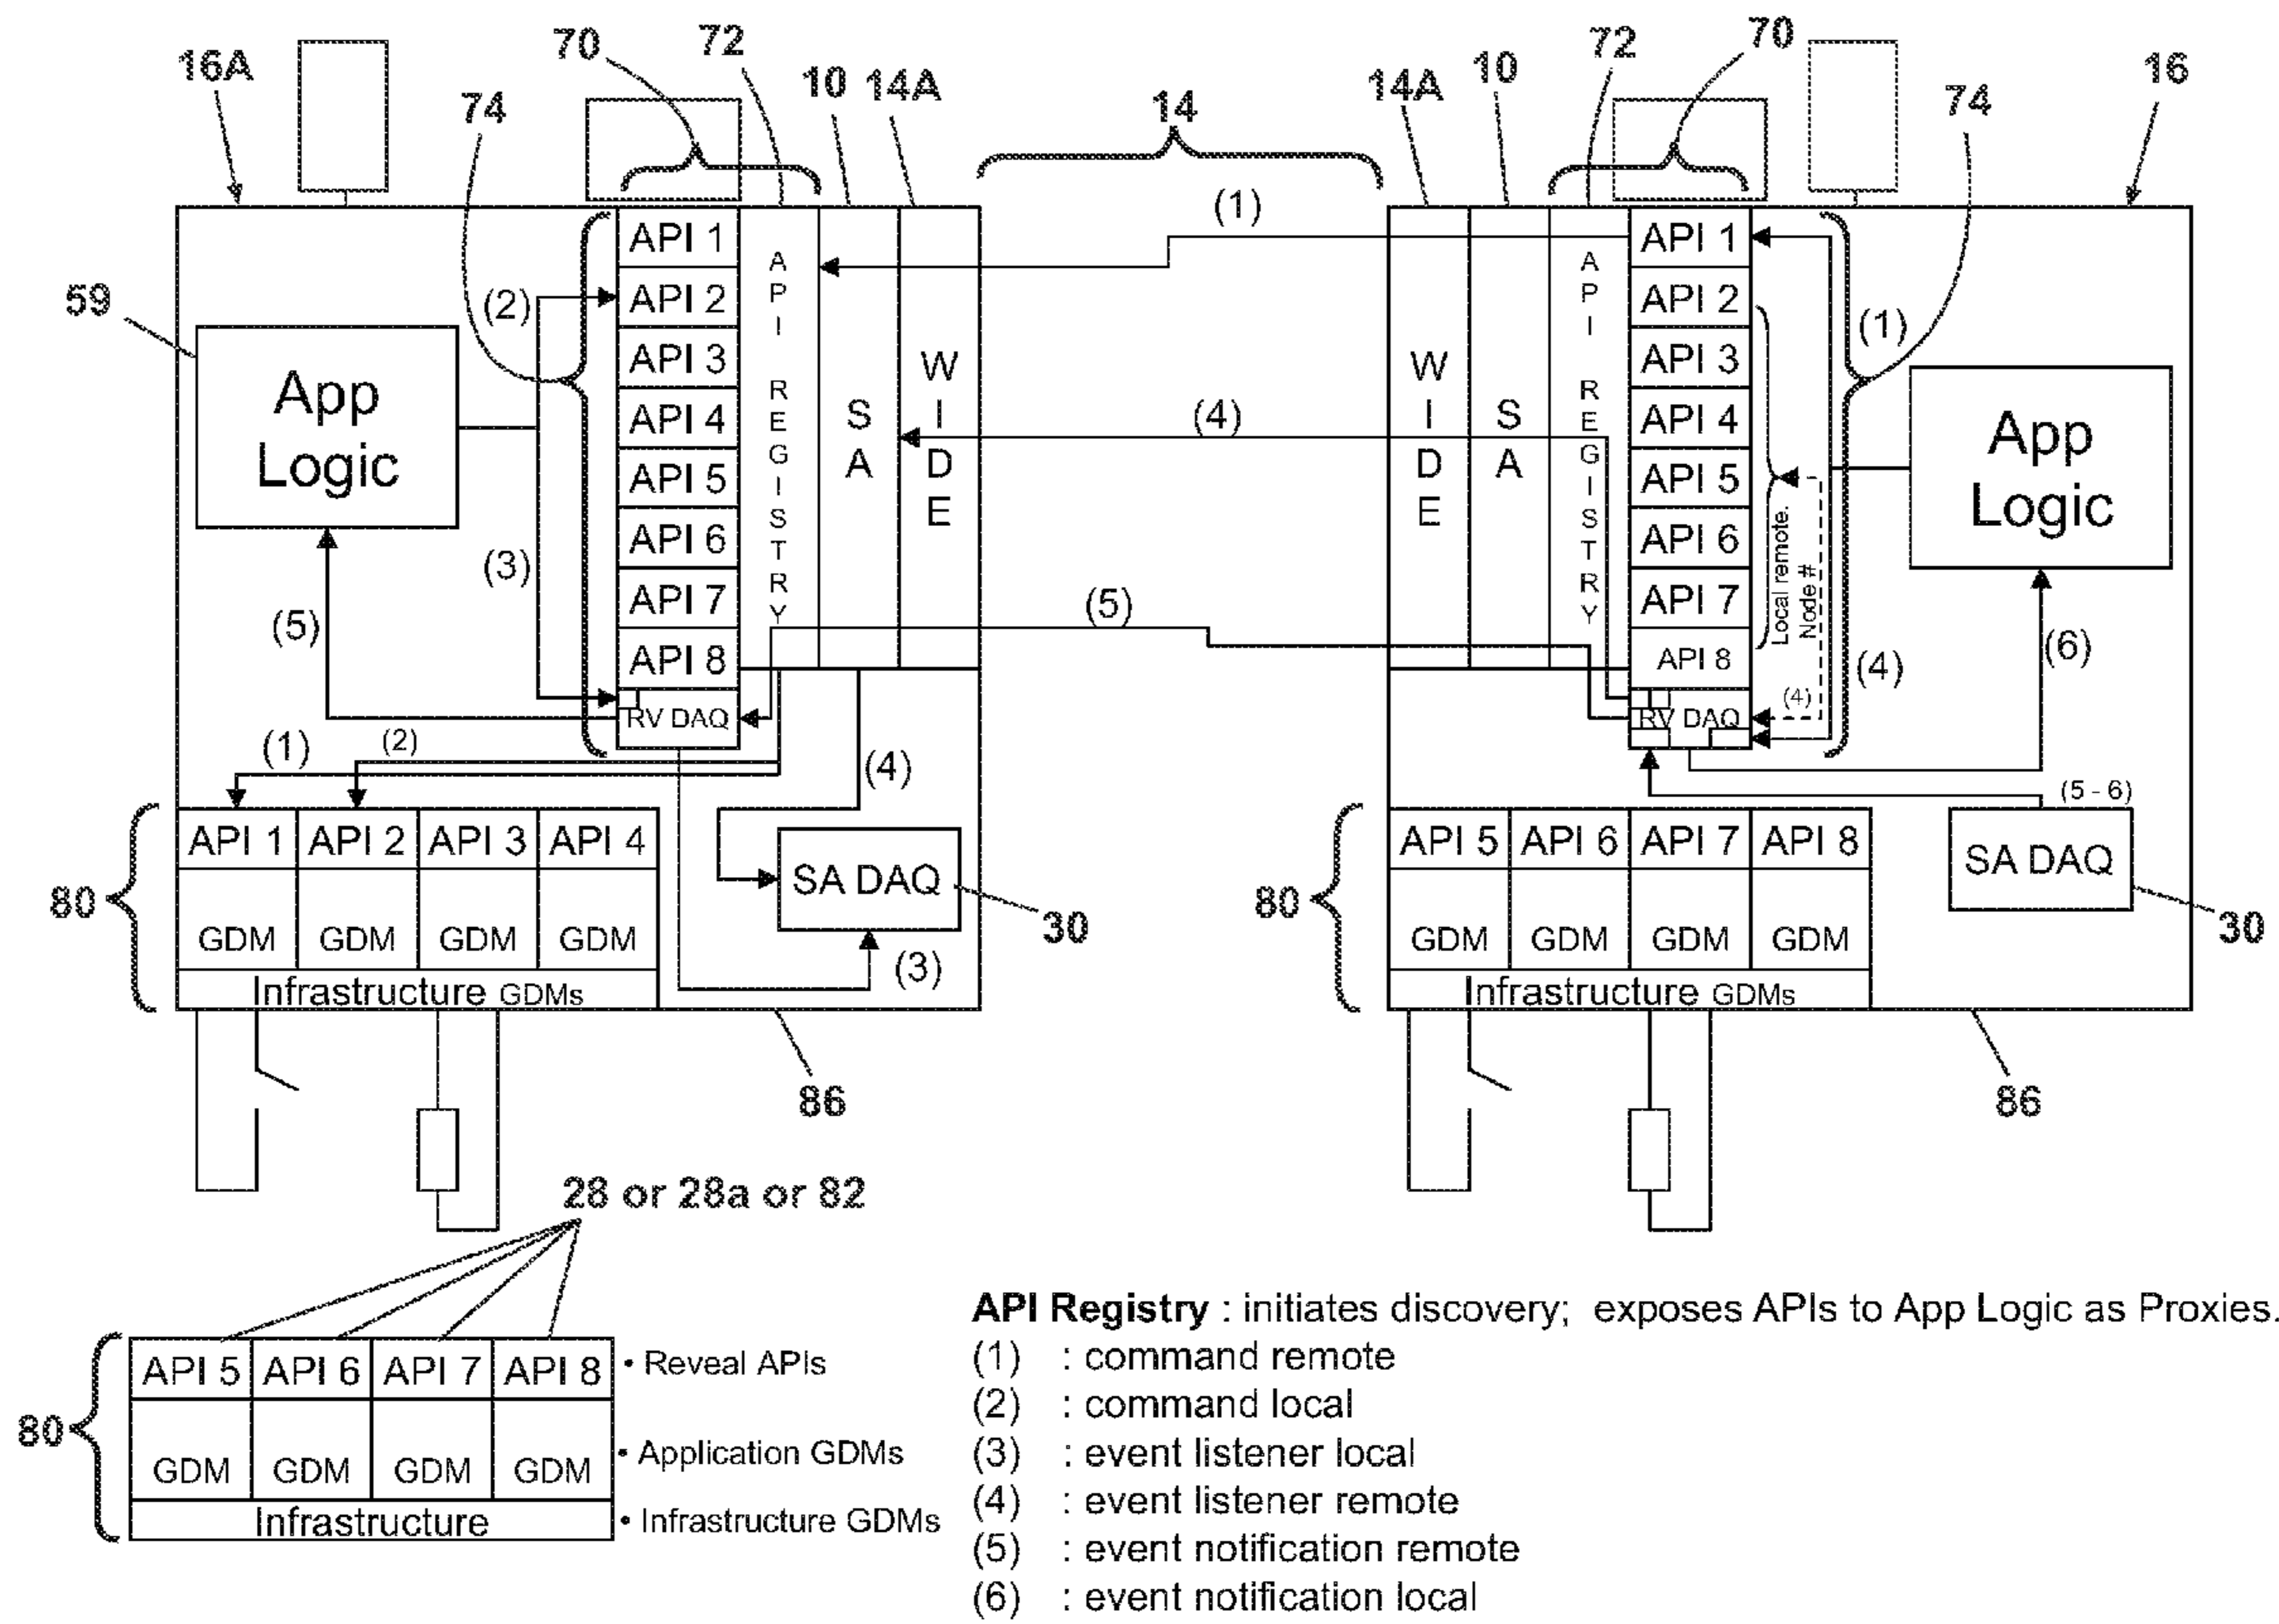 70
72
16A
10
14A
74
14
14A
10
72
70
16
74
(1)
API 1
API 2
API 3
API 4
API 5
API 6
API 7
API 8
RV DAQ
API REGISTRY
SA
WIDE
59
App
Logic
(2)
(3)
(5)
(1)
(2)
(4)
(4)
(5)
WIDE
SA
API REGISTRY
API 1
API 2
API 3
API 4
API 5
API 6
API 7
API 8
RV DAQ
(1)
Local remote.
Node #
(4)
(4)
App
Logic
(6)
(5 - 6)
80
API 1 API 2 API 3 API 4
GDM GDM GDM GDM
Infrastructure GDMs
SA DAQ
30
(3)
86
80
API 5 API 6 API 7 API 8
GDM GDM GDM GDM
Infrastructure GDMs
SA DAQ
30
86
28 or 28a or 82
80
API 5 API 6 API 7 API 8 • Reveal APIs
GDM GDM GDM GDM • Application GDMs
Infrastructure • Infrastructure GDMs
API Registry : initiates discovery; exposes APIs to App Logic as Proxies.
(1) : command remote
(2) : command local
(3) : event listener local
(4) : event listener remote
(5) : event notification remote
(6) : event notification local